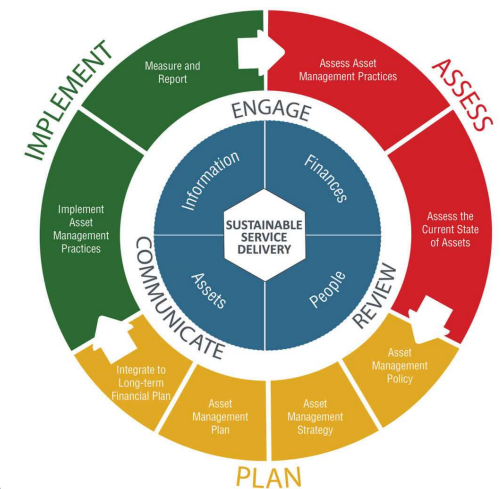 IMPLEMENT
Measure and
Report
Implement
Asset
Management
Practices
ASSESS
Assess Asset
Management Practices
Assess the
Current State
of Assets
PLAN
Asset
Management
Policy
Asset
Management
Strategy
Asset
Management
Plan
Integrate to
Long-term
Financial Plan
ENGAGE
REVIEW
COMMUNICATE
Information
Finances
People
Assets
SUSTAINABLE
SERVICE
DELIVERY